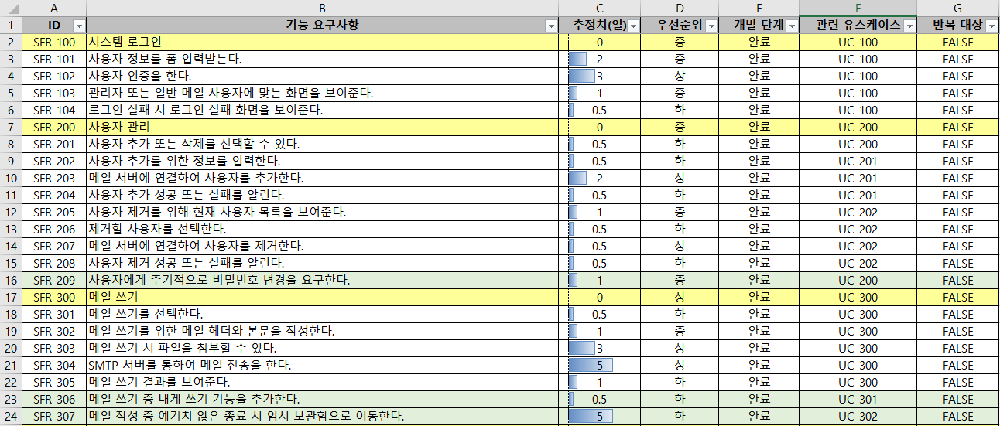 A B C D E F G
1 ID 기능 요구사항 추정치(일) 우선순위 개발 단계 관련 유스케이스 반복 대상
2 SFR-100 시스템 로그인 0 중 완료 UC-100 FALSE
3 SFR-101 사용자 정보를 폼 입력받는다. 2 중 완료 UC-100 FALSE
4 SFR-102 사용자 인증을 한다. 3 상 완료 UC-100 FALSE
5 SFR-103 관리자 또는 일반 메일 사용자에 맞는 화면을 보여준다. 1 중 완료 UC-100 FALSE
6 SFR-104 로그인 실패 시 로그인 실패 화면을 보여준다. 0.5 하 완료 UC-100 FALSE
7 SFR-200 사용자 관리 0 중 완료 UC-200 FALSE
8 SFR-201 사용자 추가 또는 삭제를 선택할 수 있다. 0.5 하 완료 UC-200 FALSE
9 SFR-202 사용자 추가를 위한 정보를 입력한다. 0.5 하 완료 UC-201 FALSE
10 SFR-203 메일 서버에 연결하여 사용자를 추가한다. 2 상 완료 UC-201 FALSE
11 SFR-204 사용자 추가 성공 또는 실패를 알린다. 0.5 하 완료 UC-201 FALSE
12 SFR-205 사용자 제거를 위해 현재 사용자 목록을 보여준다. 1 중 완료 UC-202 FALSE
13 SFR-206 제거할 사용자를 선택한다. 0.5 하 완료 UC-202 FALSE
14 SFR-207 메일 서버에 연결하여 사용자를 제거한다. 0.5 상 완료 UC-202 FALSE
15 SFR-208 사용자 제거 성공 또는 실패를 알린다. 0.5 하 완료 UC-202 FALSE
16 SFR-209 사용자에게 주기적으로 비밀번호 변경을 요구한다. 1 중 완료 UC-200 FALSE
17 SFR-300 메일 쓰기 0 상 완료 UC-300 FALSE
18 SFR-301 메일 쓰기를 선택한다. 0.5 하 완료 UC-300 FALSE
19 SFR-302 메일 쓰기를 위한 메일 헤더와 본문을 작성한다. 1 중 완료 UC-300 FALSE
20 SFR-303 메일 쓰기 시 파일을 첨부할 수 있다. 3 상 완료 UC-300 FALSE
21 SFR-304 SMTP 서버를 통하여 메일 전송을 한다. 5 상 완료 UC-300 FALSE
22 SFR-305 메일 쓰기 결과를 보여준다. 1 하 완료 UC-300 FALSE
23 SFR-306 메일 쓰기 중 내게 쓰기 기능을 추가한다. 0.5 하 완료 UC-301 FALSE
24 SFR-307 메일 작성 중 예기치 않은 종료 시 임시 보관함으로 이동한다. 5 하 완료 UC-302 FALSE